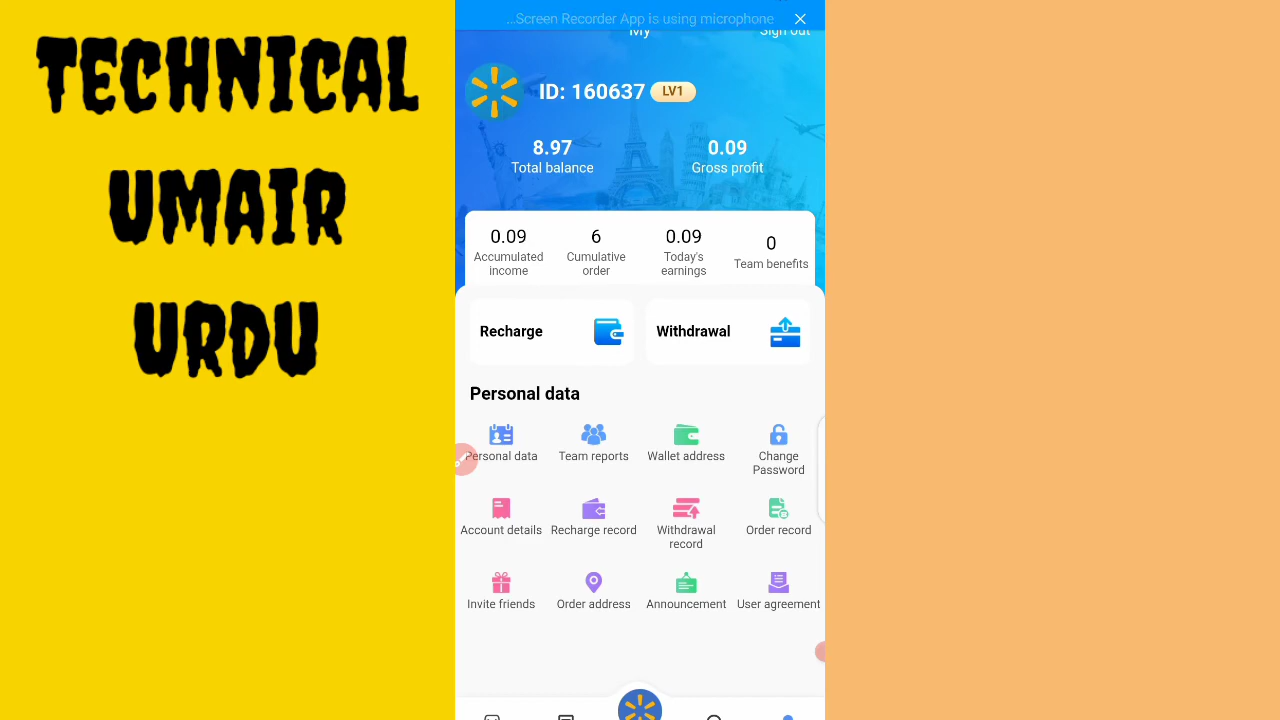 TECHNICAL
UMAIR
URDU
...Screen Recorder App is using microphone
My
Sign out
ID: 160637
LV1
8.97
0.09
Total balance
Gross profit
0.09
6
0.09
0
Accumulated income
Cumulative order
Today's earnings
Team benefits
Recharge
Withdrawal
Personal data
Personal data
Team reports
Wallet address
Change Password
Account details
Recharge record
Withdrawal record
Order record
Invite friends
Order address
Announcement
User agreement